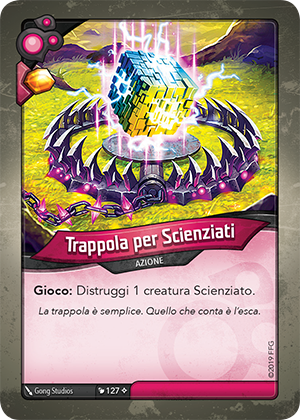 Trappola per Scienziati
AZIONE
Gioco: Distruggi 1 creatura Scienziato.
La trappola è semplice. Quello che conta è l'esca.
©2019 FFG
Gong Studios
127